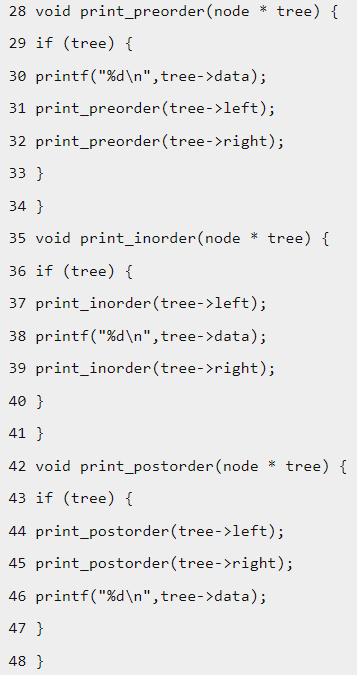 28 void print_preorder(node * tree) {
29 if (tree) {
30 printf("%d\n",tree->data);
31 print_preorder(tree->left);
32 print_preorder(tree->right);
33 }
34 }
35 void print_inorder(node * tree) {
36 if (tree) {
37 print_inorder(tree->left);
38 printf("%d\n",tree->data);
39 print_inorder(tree->right);
40 }
41 }
42 void print_postorder(node * tree) {
43 if (tree) {
44 print_postorder(tree->left);
45 print_postorder(tree->right);
46 printf("%d\n",tree->data);
47 }
48 }